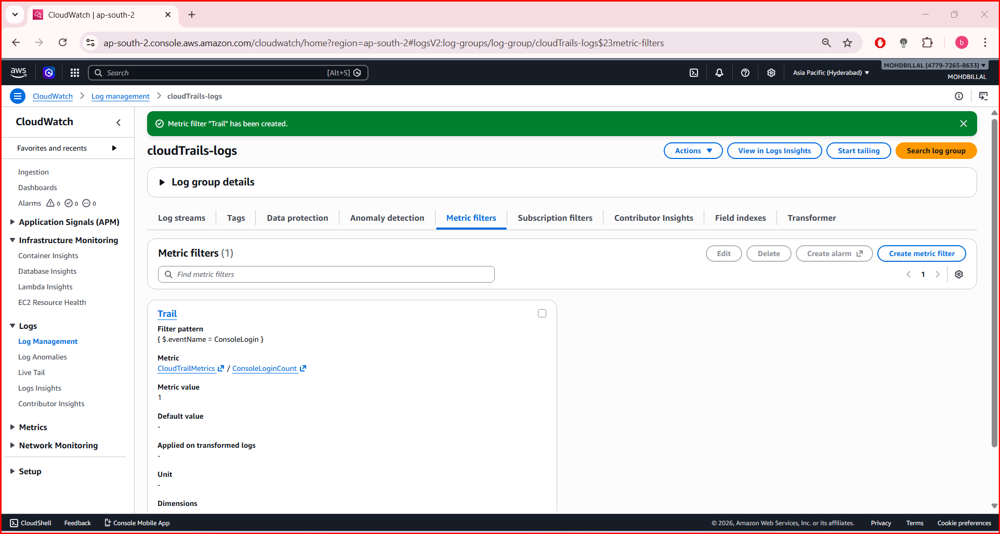 CloudWatch | ap-south-2
ap-south-2.console.aws.amazon.com/cloudwatch/home?region=ap-south-2#logsV2:log-groups/log-group/cloudTrails-logs$23metric-filters
b
aws
Search [Alt+S]
Asia Pacific (Hyderabad)
MOHDBILLAL (4779-7265-8633)
MOHDBILLAL
CloudWatch > Log management > cloudTrails-logs
CloudWatch
Favorites and recents
Ingestion
Dashboards
Alarms 0 0 0
Application Signals (APM)
Infrastructure Monitoring
Container Insights
Database Insights
Lambda Insights
EC2 Resource Health
Logs
Log Management
Log Anomalies
Live Tail
Logs Insights
Contributor Insights
Metrics
Network Monitoring
Setup
Metric filter "Trail" has been created.
cloudTrails-logs
Actions View in Logs Insights Start tailing Search log group
Log group details
Log streams Tags Data protection Anomaly detection Metric filters Subscription filters Contributor Insights Field indexes Transformer
Metric filters (1)
Edit Delete Create alarm Create metric filter
Find metric filters
1
Trail
Filter pattern
{ $.eventName = ConsoleLogin }
Metric
CloudTrailMetrics / ConsoleLoginCount
Metric value
1
Default value
-
Applied on transformed logs
-
Unit
-
Dimensions
CloudShell Feedback Console Mobile App
© 2026, Amazon Web Services, Inc. or its affiliates. Privacy Terms Cookie preferences